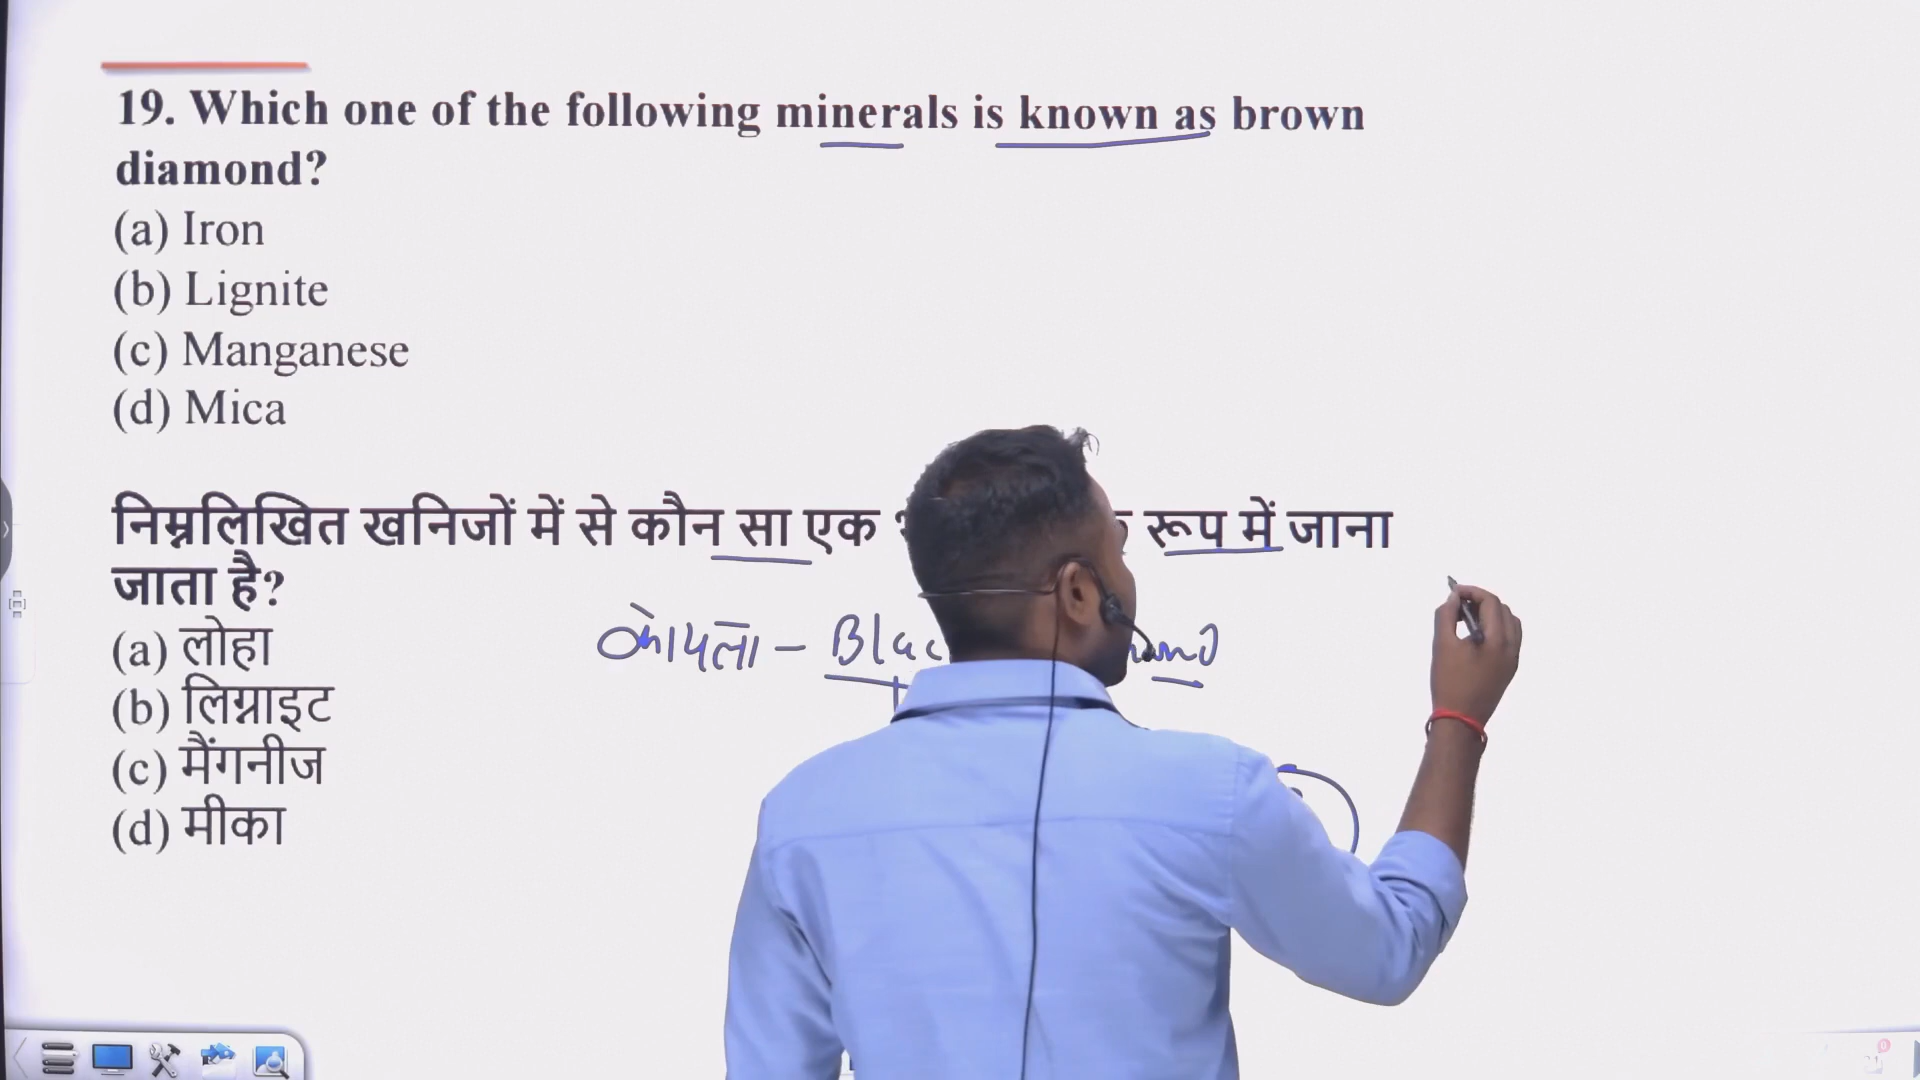 19. Which one of the following minerals is known as brown
diamond?
(a) Iron
(b) Lignite
(c) Manganese
(d) Mica
निम्नलिखित खनिजों में से कौन सा एक रूप में जाना
जाता है?
कोयला - Blac
(a) लोहा
(b) लिग्नाइट
(c) मैंगनीज
(d) मीका